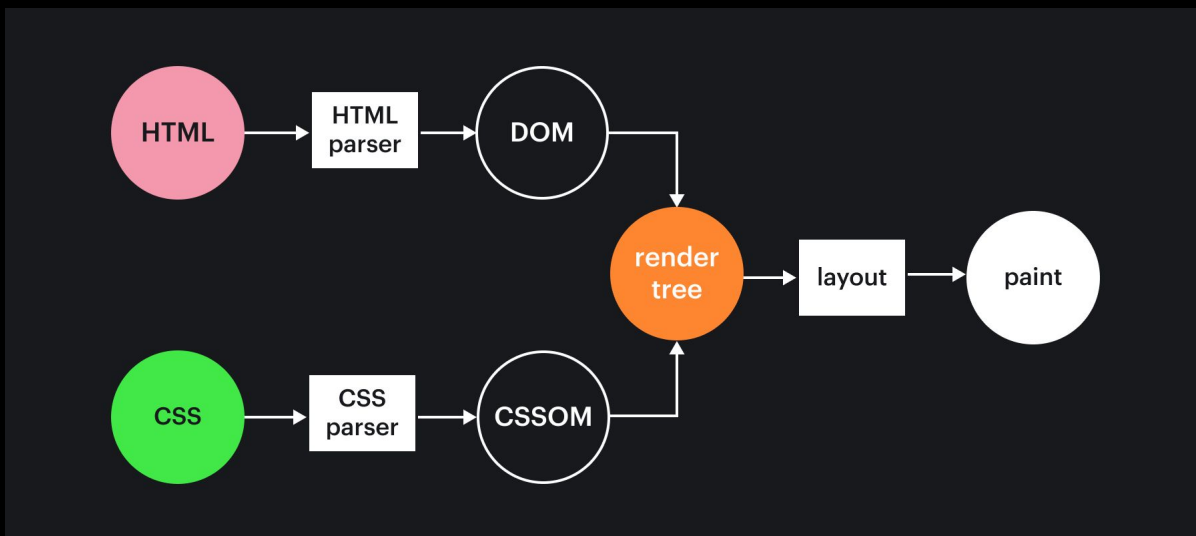 HTML
HTML
parser
DOM
render
tree
layout
paint
CSS
CSS
parser
CSSOM